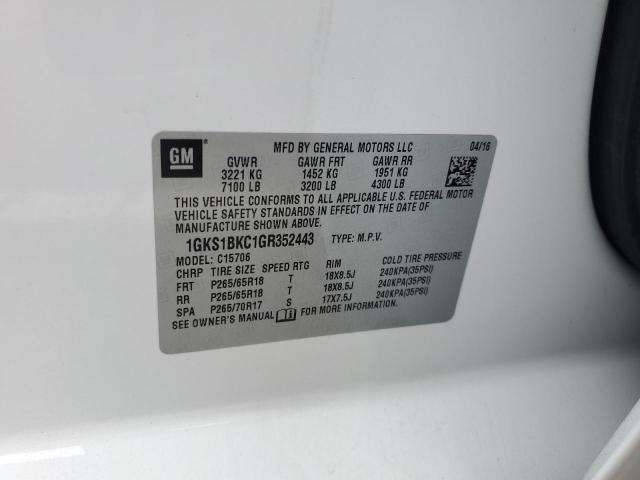 GM
MFD BY GENERAL MOTORS LLC 04/16
GVWR GAWR FRT GAWR RR
3221 KG 1452 KG 1951 KG
7100 LB 3200 LB 4300 LB
THIS VEHICLE CONFORMS TO ALL APPLICABLE U.S. FEDERAL MOTOR
VEHICLE SAFETY STANDARDS IN EFFECT ON THE DATE OF
MANUFACTURE SHOWN ABOVE.
1GKS1BKC1GR352443 TYPE: M.P.V.
MODEL: C15706
CHRP TIRE SIZE SPEED RTG RIM COLD TIRE PRESSURE
FRT P265/65R18 T 18X8.5J 240KPA(35PSI)
RR P265/65R18 T 18X8.5J 240KPA(35PSI)
SPA P265/70R17 S 17X7.5J 240KPA(35PSI)
SEE OWNER'S MANUAL FOR MORE INFORMATION.